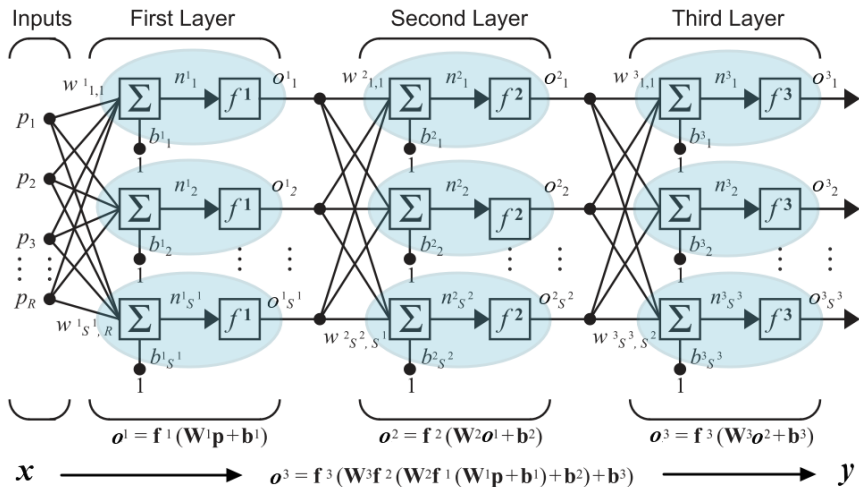 Inputs First Layer Second Layer Third Layer
w¹₁,₁ n¹₁ o¹₁ w²₁,₁ n²₁ o²₁ w³₁,₁ n³₁ o³₁
Σ f¹ Σ f² Σ f³
p₁ b¹₁ b²₁ b³₁
1 1 1
p₂ n¹₂ o¹₂ n²₂ o²₂ n³₂ o³₂
Σ f¹ Σ f² Σ f³
p₃ b¹₂ b²₂ b³₂
1 1 1
p_R n¹_S¹ o¹_S¹ n²_S² o²_S² n³_S³ o³_S³
w¹_S¹,R Σ f¹ w²_S²,S¹ Σ f² w³_S³,S² Σ f³
b¹_S¹ b²_S² b³_S³
1 1 1
o¹ = f¹(W¹p+b¹) o² = f²(W²o¹+b²) o³ = f³(W³o²+b³)
x o³ = f³(W³f²(W²f¹(W¹p+b¹)+b²)+b³) y